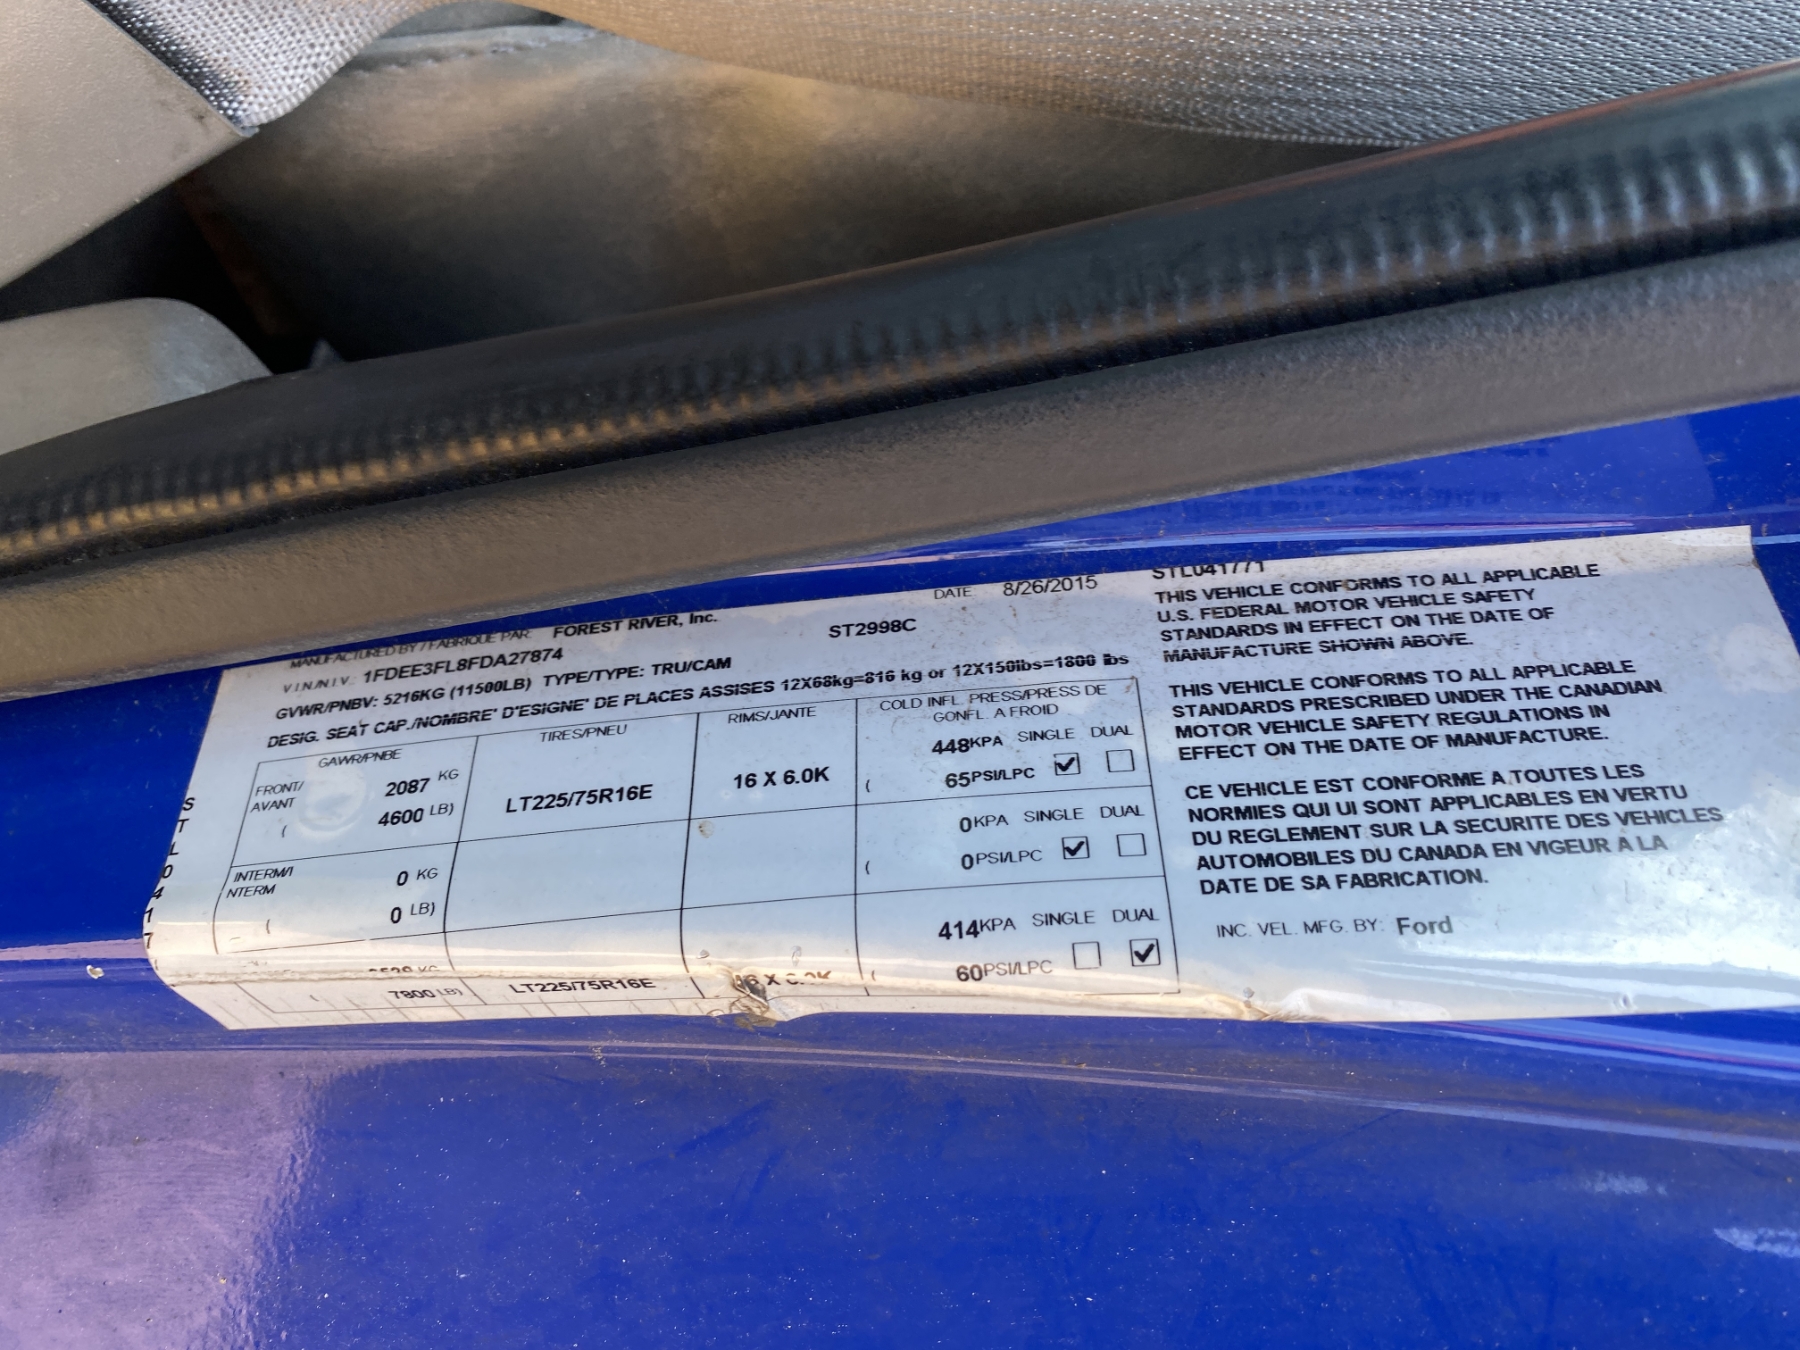 MANUFACTURED BY / FABRIQUE PAR: FOREST RIVER, Inc.
DATE 8/26/2015
V.I.N/N.I.V.: 1FDEE3FL8FDA27874
ST2998C
GVWR/PNBV: 5216KG (11500LB) TYPE/TYPE: TRU/CAM
DESIG. SEAT CAP./NOMBRE' D'ESIGNE' DE PLACES ASSISES 12X68kg=816 kg or 12X150lbs=1800 lbs
GAWR/PNBE TIRES/PNEU RIMS/JANTE COLD INFL. PRESS/PRESS DE
GONFL. A FROID
FRONT/
AVANT
2087 KG
( 4600 LB)
LT225/75R16E
16 X 6.0K
448KPA SINGLE DUAL
( 65PSI/LPC
INTERM/I
NTERM
0 KG
( 0 LB)
0KPA SINGLE DUAL
( 0PSI/LPC
KG
( 7800 LB)
LT225/75R16E
16 X 6.0K
414KPA SINGLE DUAL
( 60PSI/LPC
STL041771
THIS VEHICLE CONFORMS TO ALL APPLICABLE
U.S. FEDERAL MOTOR VEHICLE SAFETY
STANDARDS IN EFFECT ON THE DATE OF
MANUFACTURE SHOWN ABOVE.
THIS VEHICLE CONFORMS TO ALL APPLICABLE
STANDARDS PRESCRIBED UNDER THE CANADIAN
MOTOR VEHICLE SAFETY REGULATIONS IN
EFFECT ON THE DATE OF MANUFACTURE.
CE VEHICLE EST CONFORME A TOUTES LES
NORMIES QUI UI SONT APPLICABLES EN VERTU
DU REGLEMENT SUR LA SECURITE DES VEHICLES
AUTOMOBILES DU CANADA EN VIGEUR A LA
DATE DE SA FABRICATION.
INC. VEL. MFG. BY: Ford
STL0417